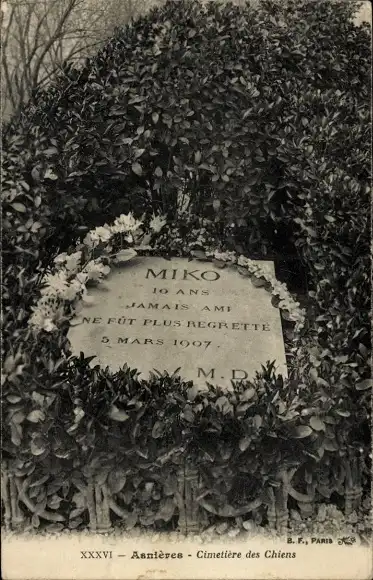 MIKO
10 ANS
JAMAIS AMI
NE FÛT PLUS REGRETTÉ
5 MARS 1907.
M.D.
B. F., PARIS
XXXVI - Asnières - Cimetière des Chiens